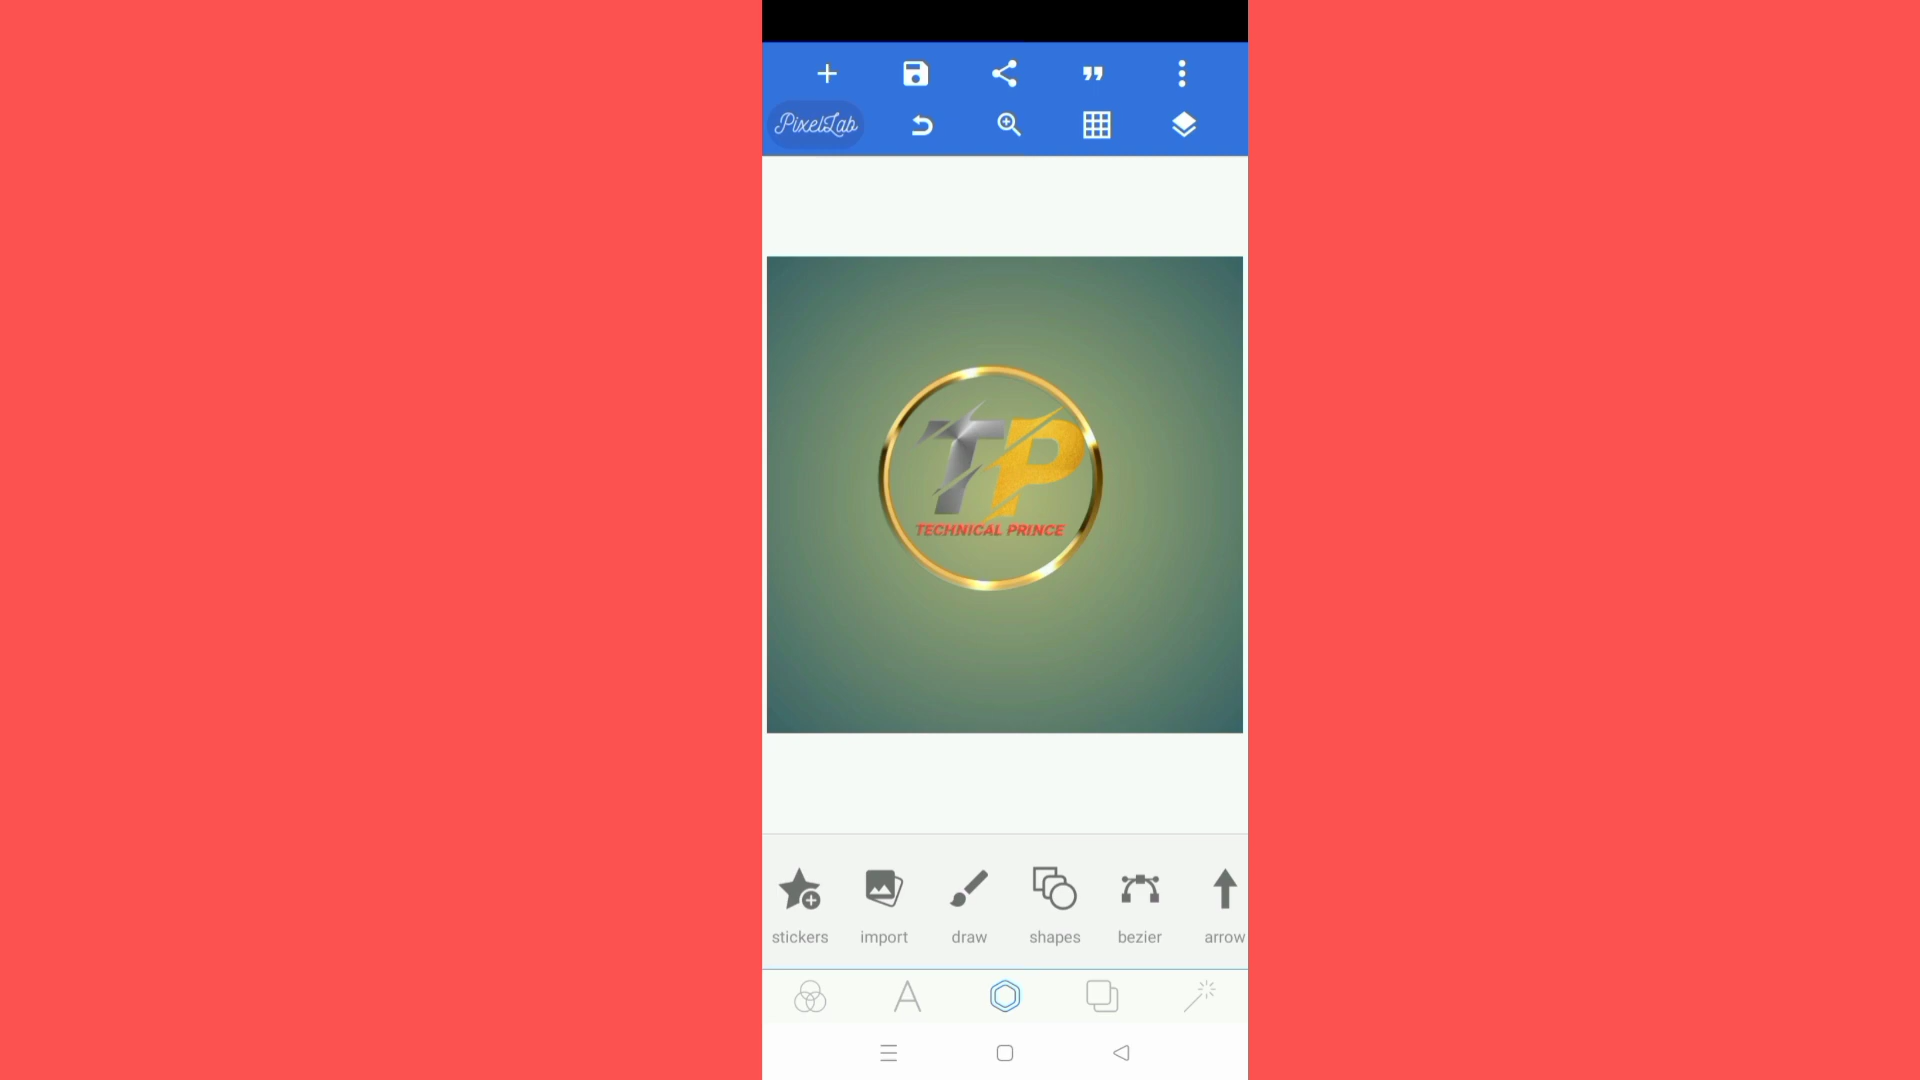 PixelLab
TP
TECHNICAL PRINCE
stickers import draw shapes bezier arrow